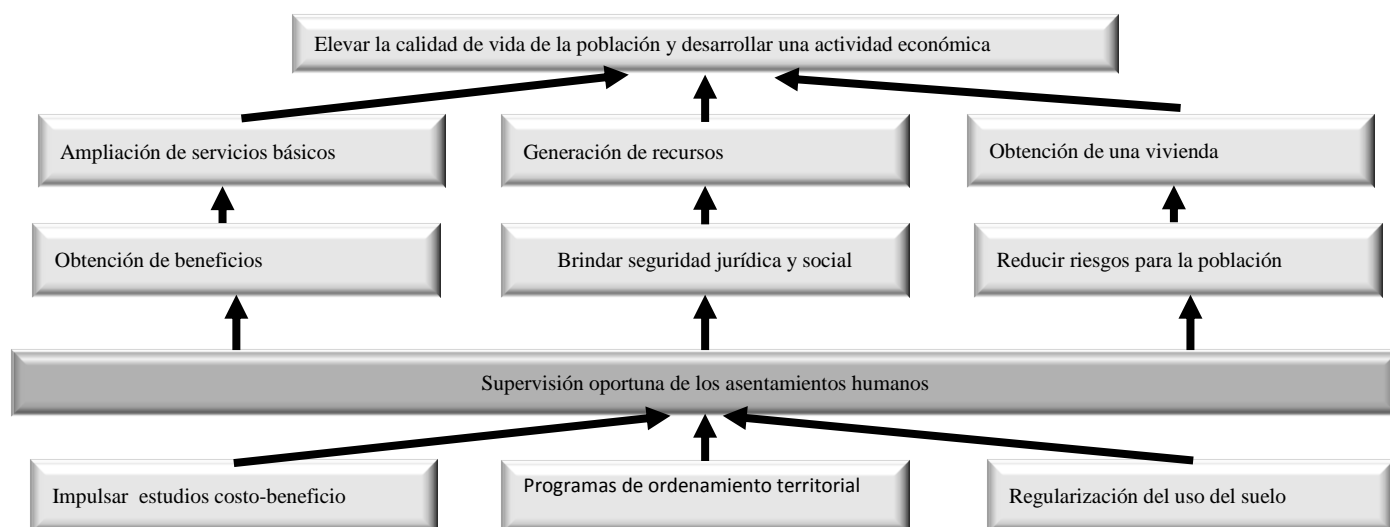 Elevar la calidad de vida de la población y desarrollar una actividad económica
Ampliación de servicios básicos
Generación de recursos
Obtención de una vivienda
Obtención de beneficios
Brindar seguridad jurídica y social
Reducir riesgos para la población
Supervisión oportuna de los asentamientos humanos
Impulsar  estudios costo-beneficio
Programas de ordenamiento territorial
Regularización del uso del suelo